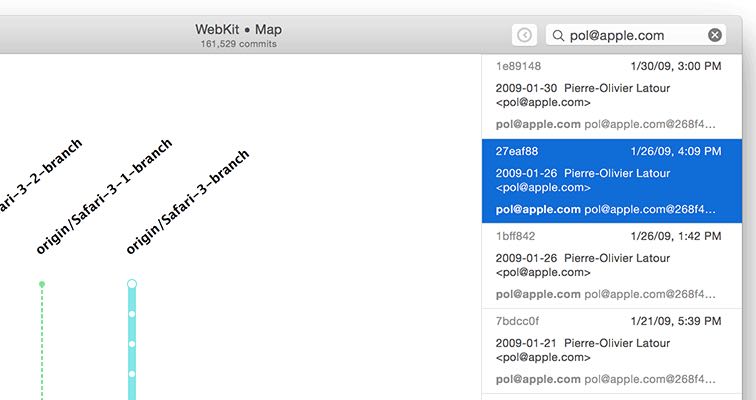 WebKit • Map
161,529 commits
pol@apple.com
ari-3-2-branch
origin/Safari-3-1-branch
origin/Safari-3-branch
1e89148 1/30/09, 3:00 PM
2009-01-30 Pierre-Olivier Latour
<pol@apple.com>
pol@apple.com pol@apple.com@268f4...
27eaf88 1/26/09, 4:09 PM
2009-01-26 Pierre-Olivier Latour
<pol@apple.com>
pol@apple.com pol@apple.com@268f4...
1bff842 1/26/09, 1:42 PM
2009-01-26 Pierre-Olivier Latour
<pol@apple.com>
pol@apple.com pol@apple.com@268f4...
7bdcc0f 1/21/09, 5:39 PM
2009-01-21 Pierre-Olivier Latour
<pol@apple.com>
pol@apple.com pol@apple.com@268f4...